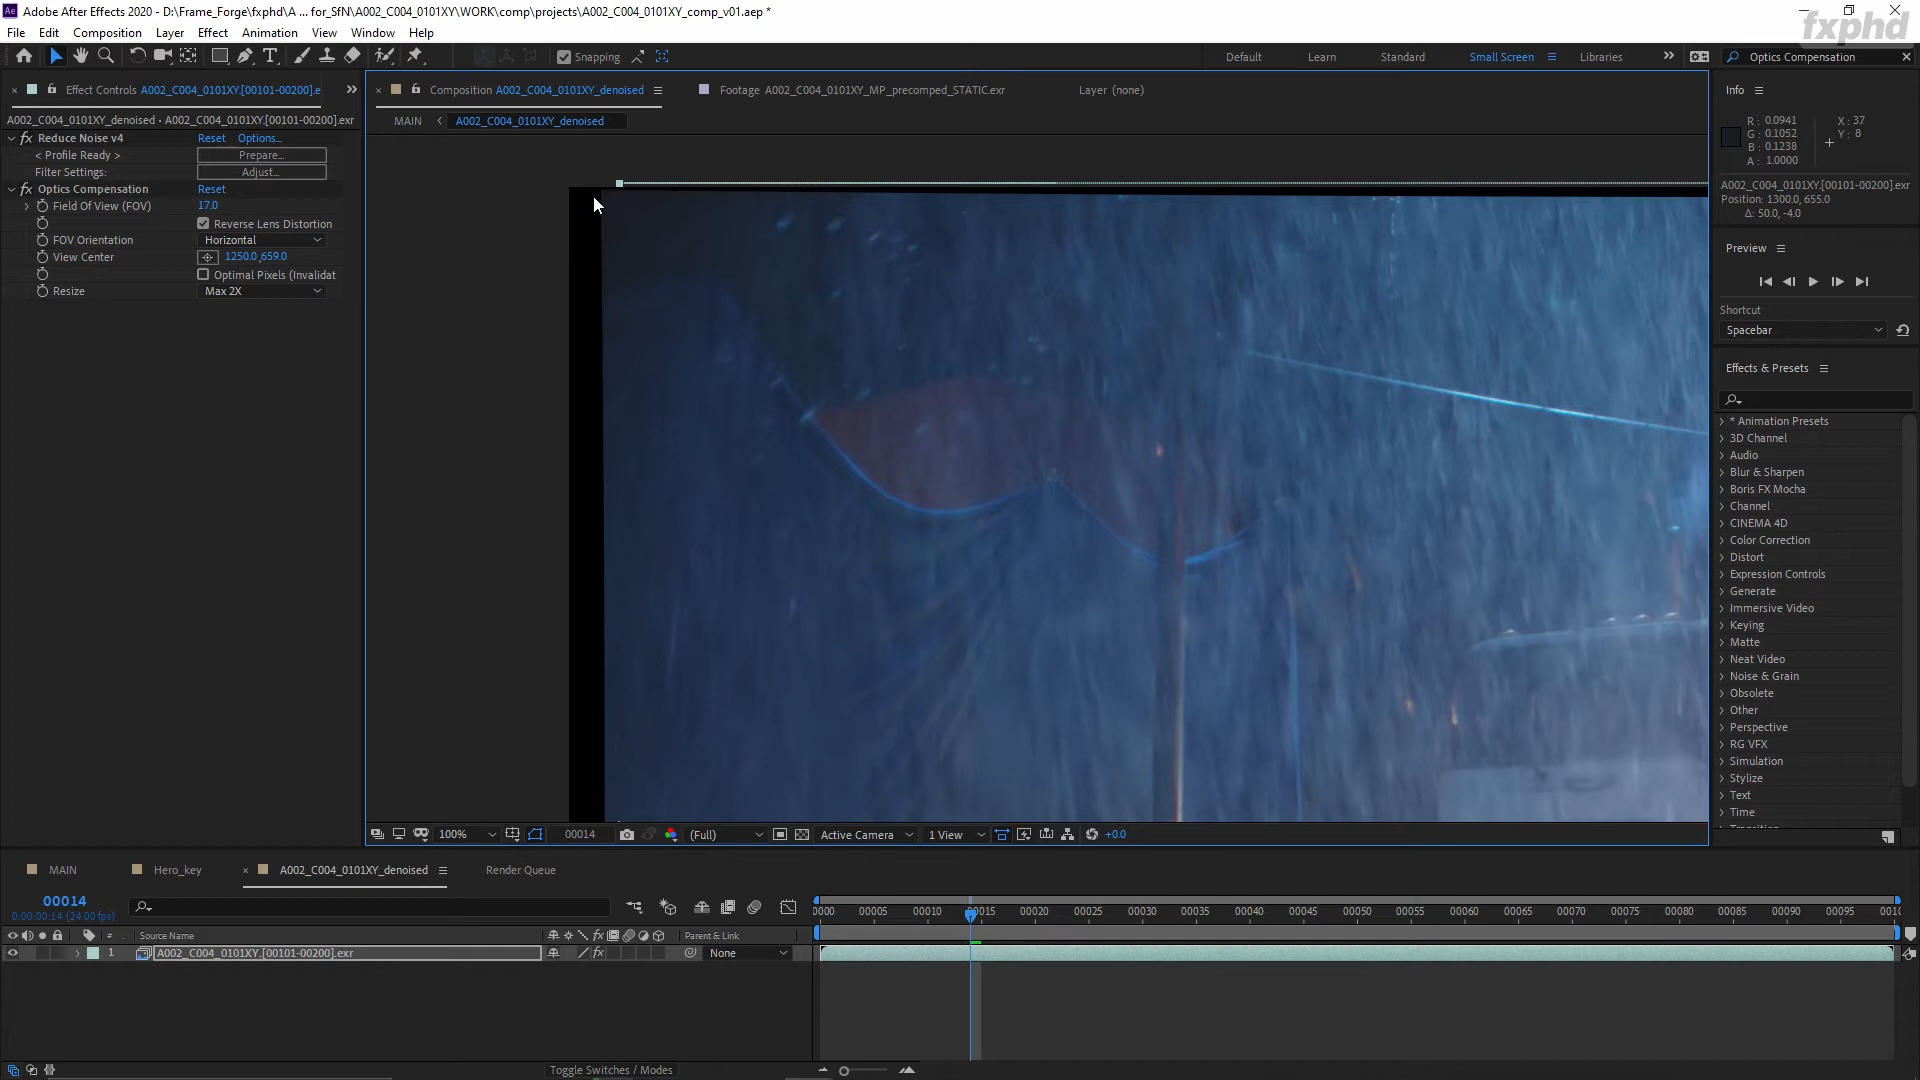 Adobe After Effects 2020 - D:\Frame_Forge\fxphd\A ... for_SfN\A002_C004_0101XY\WORK\comp\projects\A002_C004_0101XY_comp_v01.aep *
fxphd
File Edit Composition Layer Effect Animation View Window Help
Snapping
Default Learn Standard Small Screen Libraries
Optics Compensation
Effect Controls A002_C004_0101XY.[00101-00200].e
Composition A002_C004_0101XY_denoised
Footage A002_C004_0101XY_MP_precomped_STATIC.exr
Layer (none)
A002_C004_0101XY_denoised • A002_C004_0101XY.[00101-00200].exr
MAIN
A002_C004_0101XY_denoised
fx Reduce Noise v4 Reset Options...
< Profile Ready > Prepare...
Filter Settings: Adjust...
fx Optics Compensation Reset
Field Of View (FOV) 17.0
Reverse Lens Distortion
FOV Orientation Horizontal
View Center 1250.0,659.0
Optimal Pixels (Invalidat
Resize Max 2X
Info
R: 0.0941
G: 0.1052
B: 0.1238
A: 1.0000
X: 37
Y: 8
A002_C004_0101XY.[00101-00200].exr
Position: 1300.0, 655.0
Δ: 50.0, -4.0
Preview
Shortcut
Spacebar
Effects & Presets
* Animation Presets
3D Channel
Audio
Blur & Sharpen
Boris FX Mocha
Channel
CINEMA 4D
Color Correction
Distort
Expression Controls
Generate
Immersive Video
Keying
Matte
Neat Video
Noise & Grain
Obsolete
Other
Perspective
RG VFX
Simulation
Stylize
Text
Time
100% 00014 (Full) Active Camera 1 View +0.0
MAIN Hero_key A002_C004_0101XY_denoised Render Queue
00014
0:00:00:14 (24.00 fps)
0000 00005 00010 00015 00020 00025 00030 00035 00040 00045 00050 00055 00060 00065 00070 00075 00080 00085 00090 00095 0010
# Source Name fx Parent & Link
1 A002_C004_0101XY.[00101-00200].exr fx None
Toggle Switches / Modes